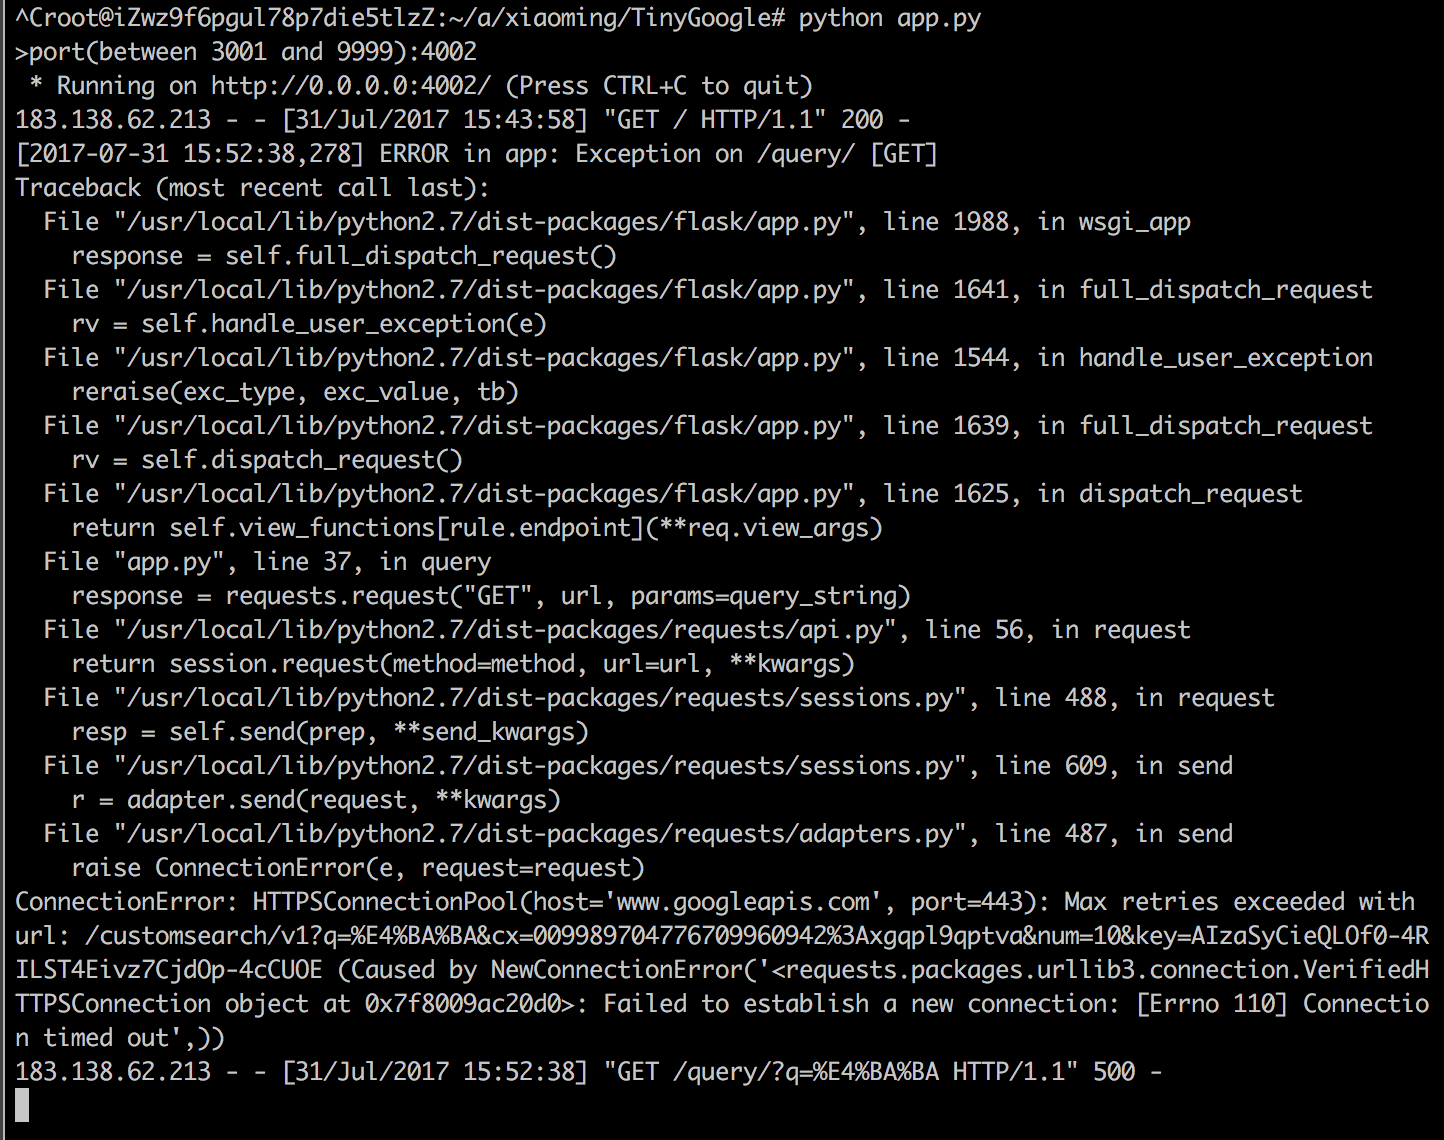 ^Croot@iZwz9f6pgul78p7die5tlzZ:~/a/xiaoming/TinyGoogle# python app.py
>port(between 3001 and 9999):4002
 * Running on http://0.0.0.0:4002/ (Press CTRL+C to quit)
183.138.62.213 - - [31/Jul/2017 15:43:58] "GET / HTTP/1.1" 200 -
[2017-07-31 15:52:38,278] ERROR in app: Exception on /query/ [GET]
Traceback (most recent call last):
  File "/usr/local/lib/python2.7/dist-packages/flask/app.py", line 1988, in wsgi_app
    response = self.full_dispatch_request()
  File "/usr/local/lib/python2.7/dist-packages/flask/app.py", line 1641, in full_dispatch_request
    rv = self.handle_user_exception(e)
  File "/usr/local/lib/python2.7/dist-packages/flask/app.py", line 1544, in handle_user_exception
    reraise(exc_type, exc_value, tb)
  File "/usr/local/lib/python2.7/dist-packages/flask/app.py", line 1639, in full_dispatch_request
    rv = self.dispatch_request()
  File "/usr/local/lib/python2.7/dist-packages/flask/app.py", line 1625, in dispatch_request
    return self.view_functions[rule.endpoint](**req.view_args)
  File "app.py", line 37, in query
    response = requests.request("GET", url, params=query_string)
  File "/usr/local/lib/python2.7/dist-packages/requests/api.py", line 56, in request
    return session.request(method=method, url=url, **kwargs)
  File "/usr/local/lib/python2.7/dist-packages/requests/sessions.py", line 488, in request
    resp = self.send(prep, **send_kwargs)
  File "/usr/local/lib/python2.7/dist-packages/requests/sessions.py", line 609, in send
    r = adapter.send(request, **kwargs)
  File "/usr/local/lib/python2.7/dist-packages/requests/adapters.py", line 487, in send
    raise ConnectionError(e, request=request)
ConnectionError: HTTPSConnectionPool(host='www.googleapis.com', port=443): Max retries exceeded with
url: /customsearch/v1?q=%E4%BA%BA&cx=009989704776709960942%3Axgqpl9qptva&num=10&key=AIzaSyCieQLOf0-4R
ILST4Eivz7CjdOp-4cCUOE (Caused by NewConnectionError('<requests.packages.urllib3.connection.VerifiedH
TTPSConnection object at 0x7f8009ac20d0>: Failed to establish a new connection: [Errno 110] Connectio
n timed out',))
183.138.62.213 - - [31/Jul/2017 15:52:38] "GET /query/?q=%E4%BA%BA HTTP/1.1" 500 -